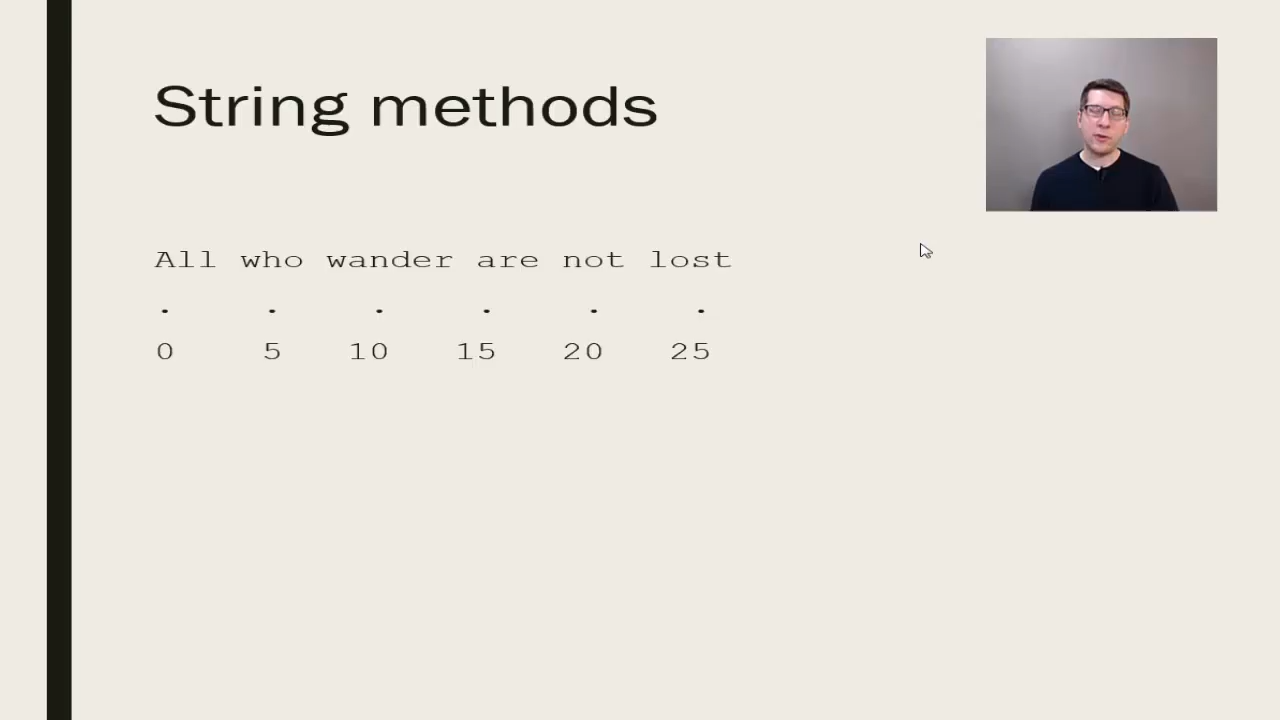 String methods
All who wander are not lost
. . . . . .
0 5 10 15 20 25